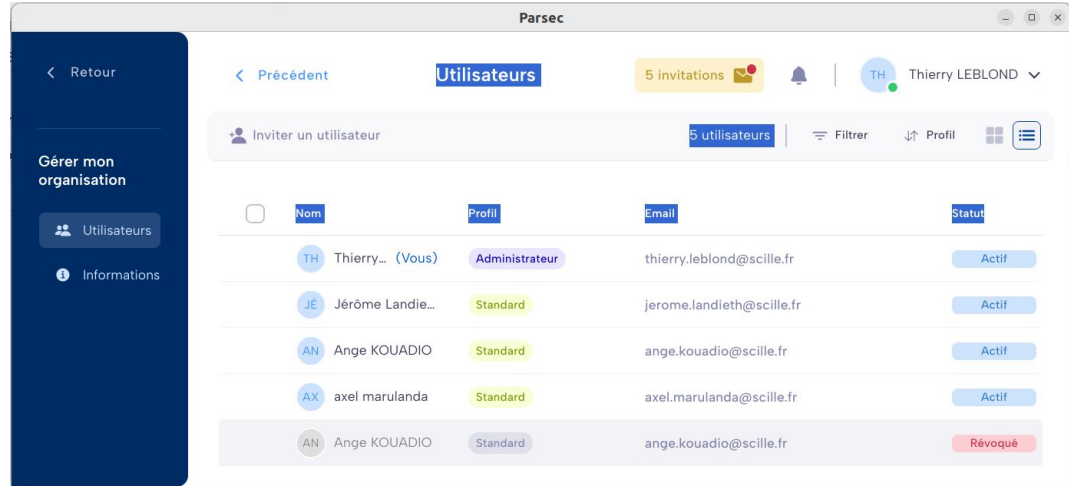 Parsec
Retour
Précédent
Utilisateurs
5 invitations
TH
Thierry LEBLOND
Inviter un utilisateur
5 utilisateurs
Filtrer
Profil
Gérer mon
organisation
Utilisateurs
Informations
Nom Profil Email Statut
TH Thierry... (Vous) Administrateur thierry.leblond@scille.fr Actif
JÉ Jérôme Landie... Standard jerome.landieth@scille.fr Actif
AN Ange KOUADIO Standard ange.kouadio@scille.fr Actif
AX axel marulanda Standard axel.marulanda@scille.fr Actif
AN Ange KOUADIO Standard ange.kouadio@scille.fr Révoqué